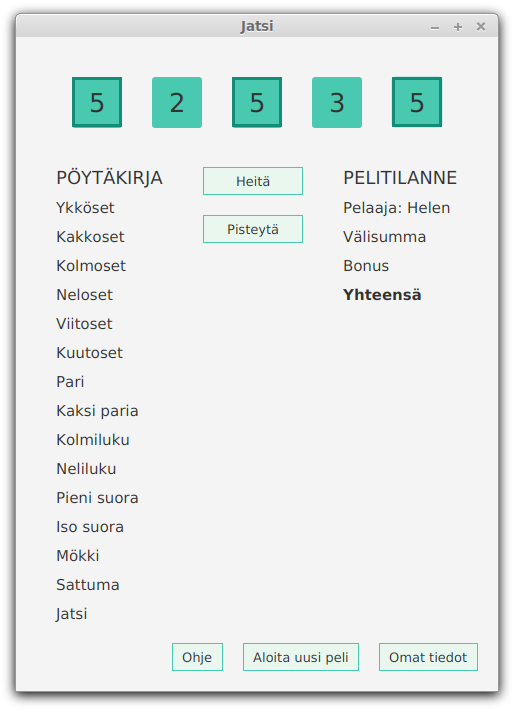 Jatsi
5 2 5 3 5
PÖYTÄKIRJA
Ykköset
Kakkoset
Kolmoset
Neloset
Viitoset
Kuutoset
Pari
Kaksi paria
Kolmiluku
Neliluku
Pieni suora
Iso suora
Mökki
Sattuma
Jatsi
Heitä
Pisteytä
PELITILANNE
Pelaaja: Helen
Välisumma
Bonus
Yhteensä
Ohje
Aloita uusi peli
Omat tiedot